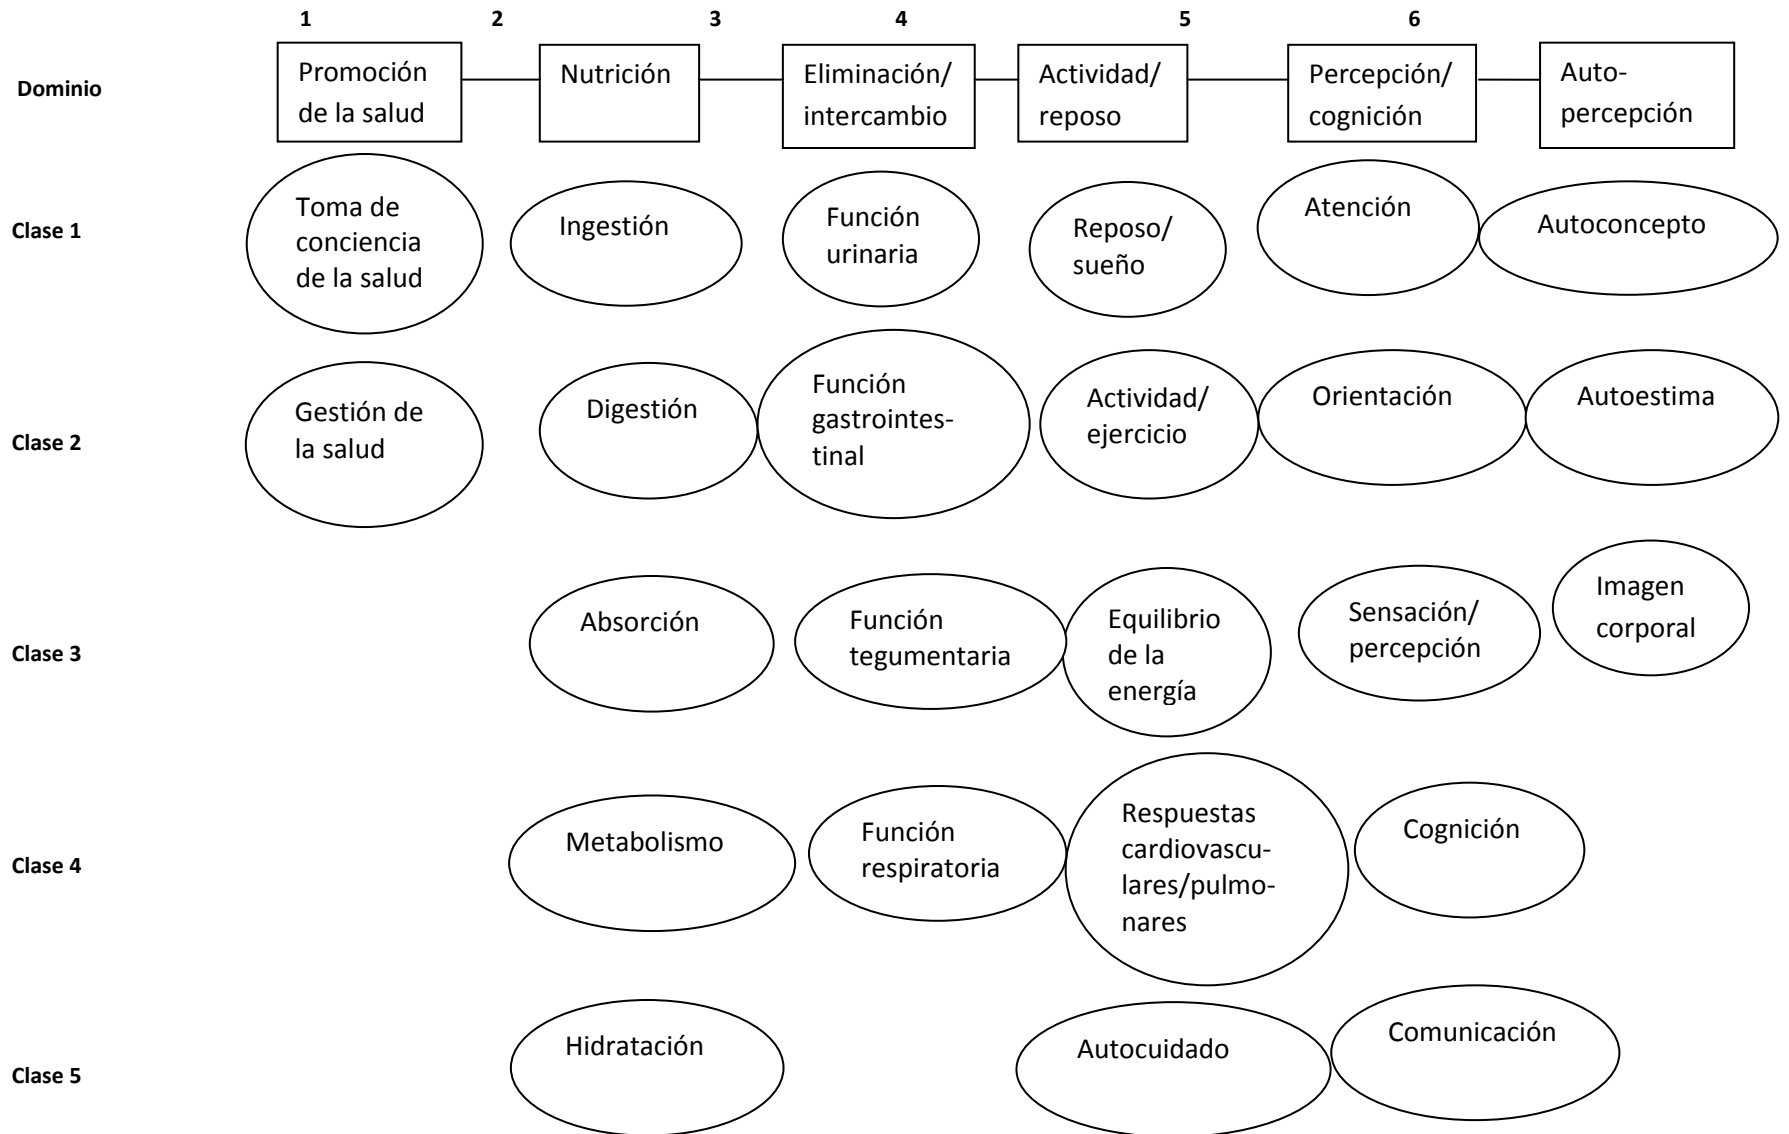 1 2 3 4 5 6
Dominio
Promoción
de la salud
Nutrición
Eliminación/
intercambio
Actividad/
reposo
Percepción/
cognición
Auto-
percepción
Clase 1
Toma de
conciencia
de la salud
Ingestión
Función
urinaria
Reposo/
sueño
Atención
Autoconcepto
Clase 2
Gestión de
la salud
Digestión
Función
gastrointes-
tinal
Actividad/
ejercicio
Orientación
Autoestima
Clase 3
Absorción
Función
tegumentaria
Equilibrio
de la
energía
Sensación/
percepción
Imagen
corporal
Clase 4
Metabolismo
Función
respiratoria
Respuestas
cardiovascu-
lares/pulmo-
nares
Cognición
Clase 5
Hidratación
Autocuidado
Comunicación